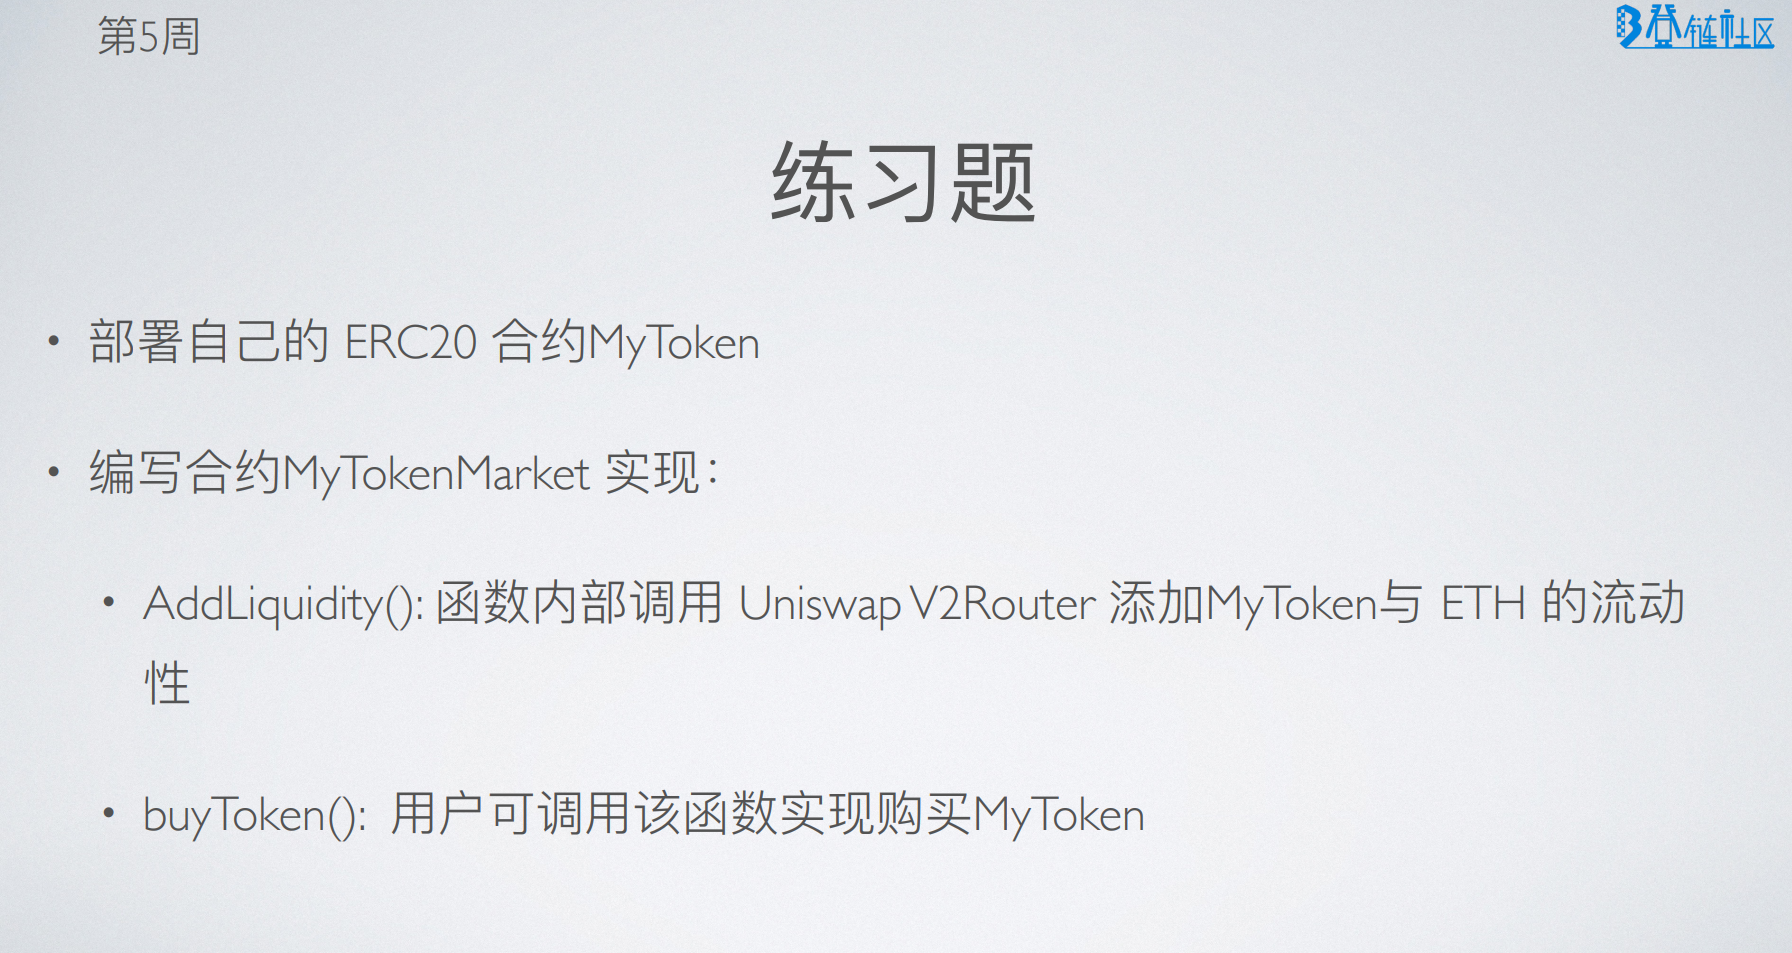 第5周
登链社区
练习题
• 部署自己的 ERC20 合约MyToken
• 编写合约MyTokenMarket 实现：
• AddLiquidity(): 函数内部调用 Uniswap V2Router 添加MyToken与 ETH 的流动
性
• buyToken(): 用户可调用该函数实现购买MyToken